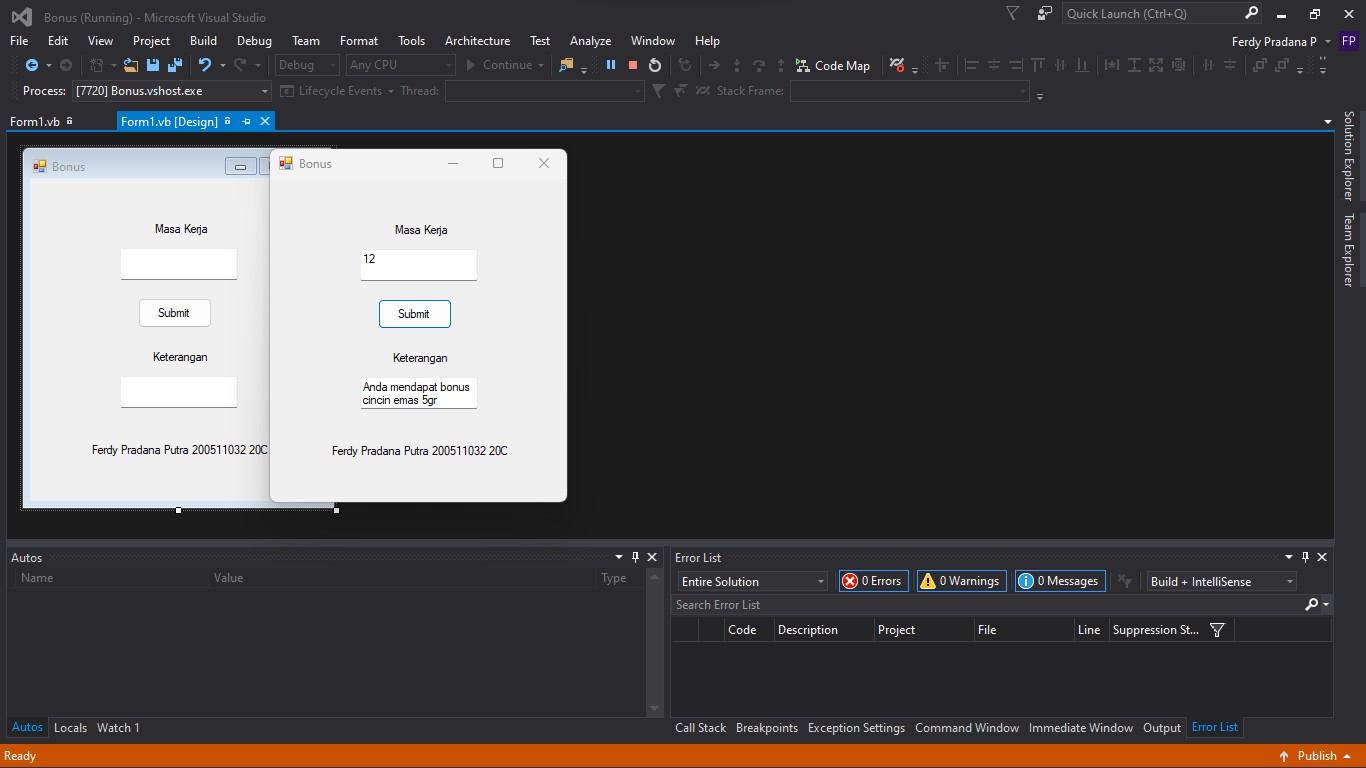 Bonus (Running) - Microsoft Visual Studio
Quick Launch (Ctrl+Q)
File Edit View Project Build Debug Team Format Tools Architecture Test Analyze Window Help
Ferdy Pradana P FP
Debug Any CPU Continue Code Map
Process: [7720] Bonus.vshost.exe Lifecycle Events Thread: Stack Frame:
Form1.vb Form1.vb [Design]
Solution Explorer
Team Explorer
Bonus
Masa Kerja
Submit
Keterangan
Ferdy Pradana Putra 200511032 20C
Bonus
Masa Kerja
12
Submit
Keterangan
Anda mendapat bonus
cincin emas 5gr
Ferdy Pradana Putra 200511032 20C
Autos
Name Value Type
Autos Locals Watch 1
Error List
Entire Solution 0 Errors 0 Warnings 0 Messages Build + IntelliSense
Search Error List
Code Description Project File Line Suppression St...
Call Stack Breakpoints Exception Settings Command Window Immediate Window Output Error List
Ready
Publish